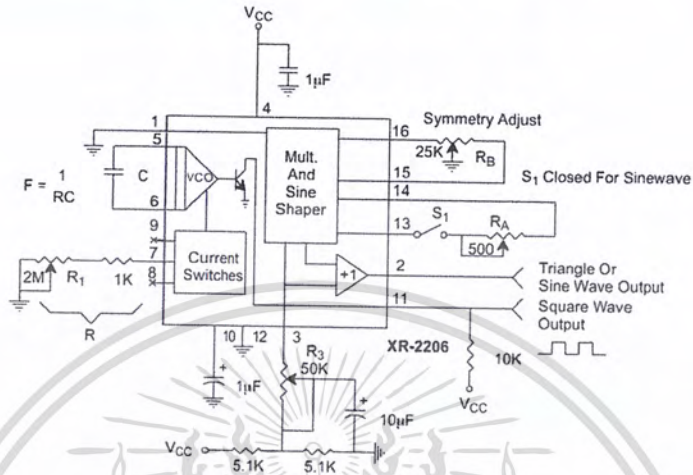 VCC
1µF
4
1
16
Symmetry Adjust
5
25K
RB
Mult.
And
Sine
Shaper
15
14
S1 Closed For Sinewave
F = 1
RC
C
VCO
6
13
S1
RA
500
9
7
8
Current
Switches
+1
2
Triangle Or
Sine Wave Output
2M
R1
1K
11
Square Wave
Output
R
10
12
3
XR-2206
R3
50K
10K
1µF
+
+
10µF
VCC
VCC
5.1K
5.1K